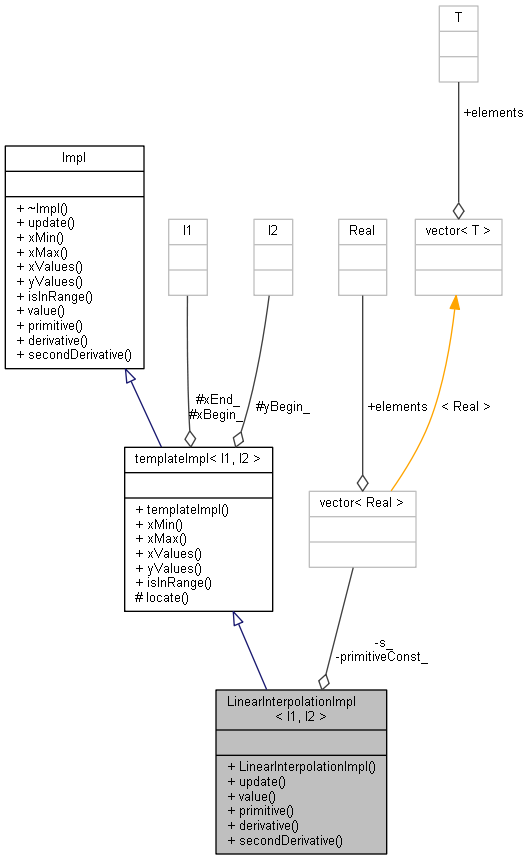 T
+elements
Impl
+ ~Impl()
+ update()
+ xMin()
+ xMax()
+ xValues()
+ yValues()
+ isInRange()
+ value()
+ primitive()
+ derivative()
+ secondDerivative()
I1
I2
Real
vector< T >
#xEnd_
#xBegin_
#yBegin_
+elements
< Real >
templateImpl< I1, I2 >
+ templateImpl()
+ xMin()
+ xMax()
+ xValues()
+ yValues()
+ isInRange()
# locate()
vector< Real >
-s_
-primitiveConst_
LinearInterpolationImpl
< I1, I2 >
+ LinearInterpolationImpl()
+ update()
+ value()
+ primitive()
+ derivative()
+ secondDerivative()